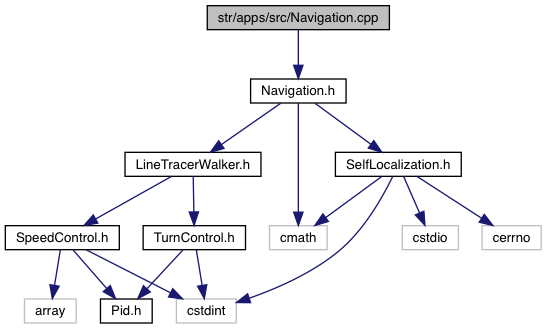 str/apps/src/Navigation.cpp
Navigation.h
LineTracerWalker.h
SelfLocalization.h
SpeedControl.h
TurnControl.h
cmath
cstdio
cerrno
array
Pid.h
cstdint